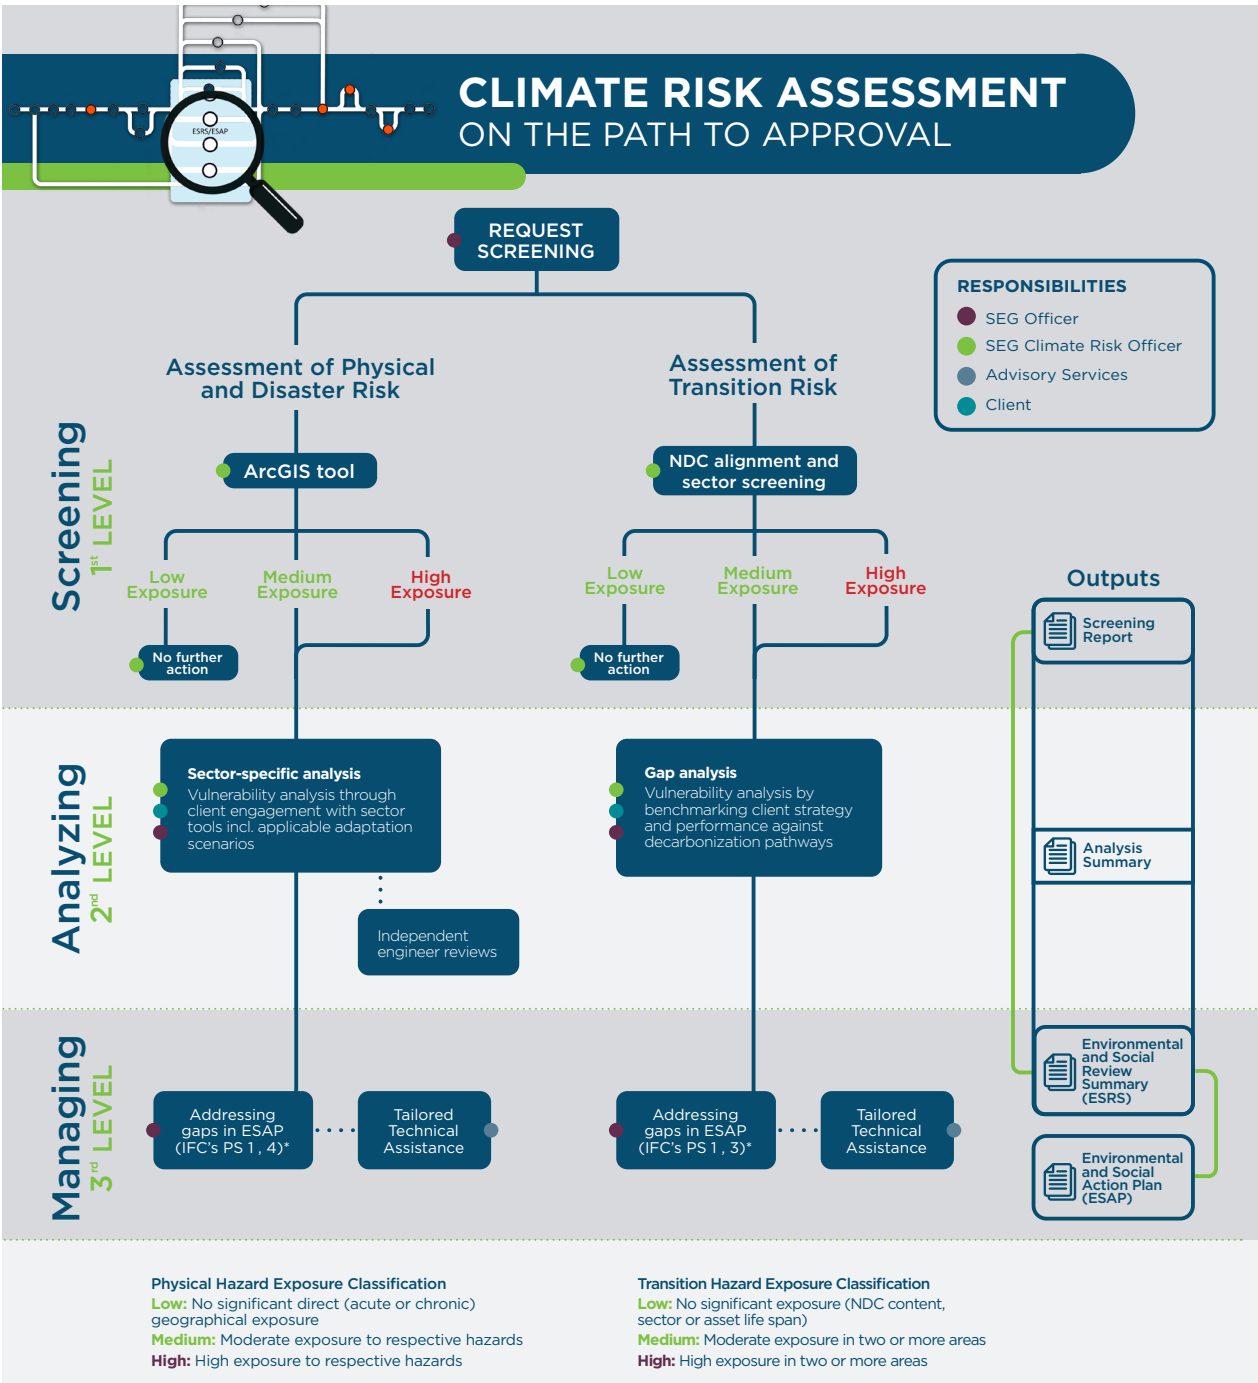 ESRS/ESAP
CLIMATE RISK ASSESSMENT
ON THE PATH TO APPROVAL
REQUEST
SCREENING
RESPONSIBILITIES
SEG Officer
SEG Climate Risk Officer
Advisory Services
Client
Screening
1st LEVEL
Assessment of Physical
and Disaster Risk
ArcGIS tool
Low
Exposure
Medium
Exposure
High
Exposure
No further
action
Assessment of
Transition Risk
NDC alignment and
sector screening
Low
Exposure
Medium
Exposure
High
Exposure
No further
action
Outputs
Screening
Report
Analyzing
2nd LEVEL
Sector-specific analysis
Vulnerability analysis through
client engagement with sector
tools incl. applicable adaptation
scenarios
Independent
engineer reviews
Gap analysis
Vulnerability analysis by
benchmarking client strategy
and performance against
decarbonization pathways
Analysis
Summary
Managing
3rd LEVEL
Addressing
gaps in ESAP
(IFC's PS 1 , 4)*
Tailored
Technical
Assistance
Addressing
gaps in ESAP
(IFC's PS 1 , 3)*
Tailored
Technical
Assistance
Environmental
and Social
Review
Summary
(ESRS)
Environmental
and Social
Action Plan
(ESAP)
Physical Hazard Exposure Classification
Low: No significant direct (acute or chronic)
geographical exposure
Medium: Moderate exposure to respective hazards
High: High exposure to respective hazards
Transition Hazard Exposure Classification
Low: No significant exposure (NDC content,
sector or asset life span)
Medium: Moderate exposure in two or more areas
High: High exposure in two or more areas